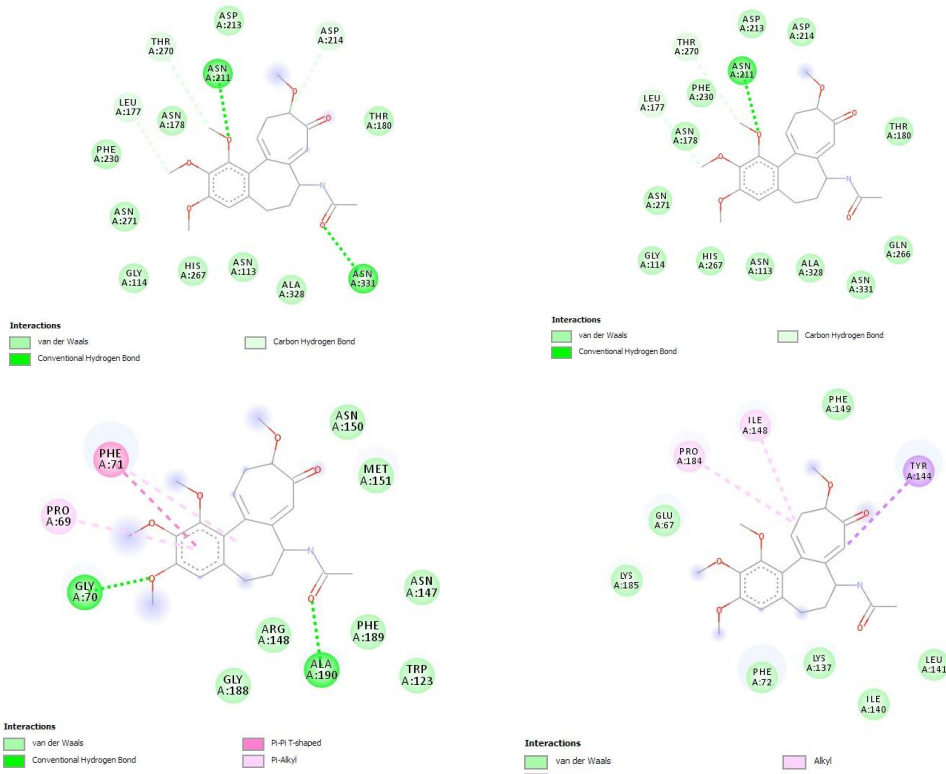 ASP
A:213
ASP
A:214
THR
A:270
ASN
A:211
LEU
A:177
ASN
A:178
THR
A:180
PHE
A:230
ASN
A:271
GLY
A:114
HIS
A:267
ASN
A:113
ALA
A:328
ASN
A:331
O
O
O
O
O
N
O
Interactions
van der Waals
Conventional Hydrogen Bond
Carbon Hydrogen Bond
ASP
A:213
ASP
A:214
THR
A:270
ASN
A:211
PHE
A:230
LEU
A:177
ASN
A:178
THR
A:180
ASN
A:271
GLY
A:114
HIS
A:267
ASN
A:113
ALA
A:328
ASN
A:331
GLN
A:266
O
O
O
O
O
N
O
Interactions
van der Waals
Conventional Hydrogen Bond
Carbon Hydrogen Bond
ASN
A:150
MET
A:151
PHE
A:71
PRO
A:69
GLY
A:70
ARG
A:148
GLY
A:188
ALA
A:190
PHE
A:189
ASN
A:147
TRP
A:123
O
O
O
O
O
N
O
Interactions
van der Waals
Conventional Hydrogen Bond
Pi-Pi T-shaped
Pi-Alkyl
PHE
A:149
ILE
A:148
PRO
A:184
TYR
A:144
GLU
A:67
LYS
A:185
PHE
A:72
LYS
A:137
ILE
A:140
LEU
A:141
O
O
O
O
O
N
O
Interactions
van der Waals
Alkyl